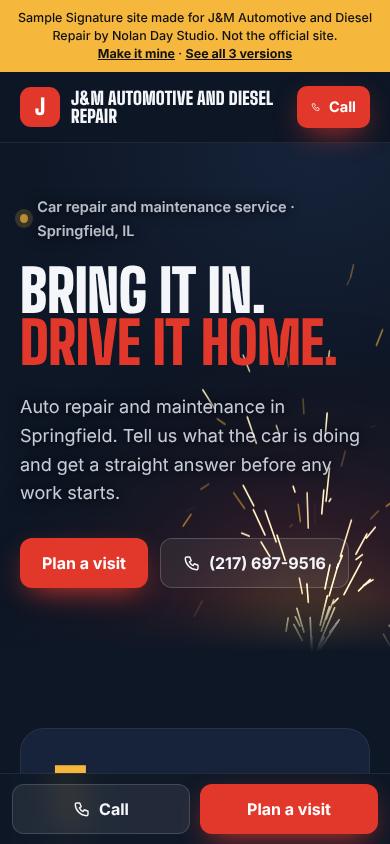 Sample Signature site made for J&M Automotive and Diesel
Repair by Nolan Day Studio. Not the official site.
Make it mine · See all 3 versions
J
J&M AUTOMOTIVE AND DIESEL
REPAIR
Call
Car repair and maintenance service ·
Springfield, IL
BRING IT IN.
DRIVE IT HOME.
Auto repair and maintenance in
Springfield. Tell us what the car is doing
and get a straight answer before any
work starts.
Plan a visit
(217) 697-9516
Call
Plan a visit